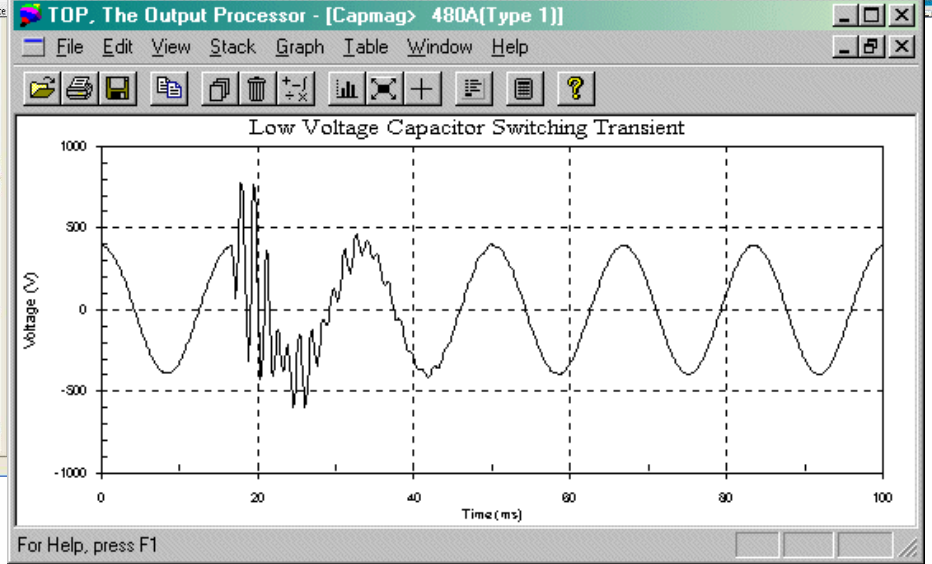 TOP, The Output Processor - [Capmag> 480A(Type 1)]
File Edit View Stack Graph Table Window Help
Low Voltage Capacitor Switching Transient
1000
500
0
-500
-1000
Voltage (V)
0 20 40 60 80 100
Time (ms)
For Help, press F1